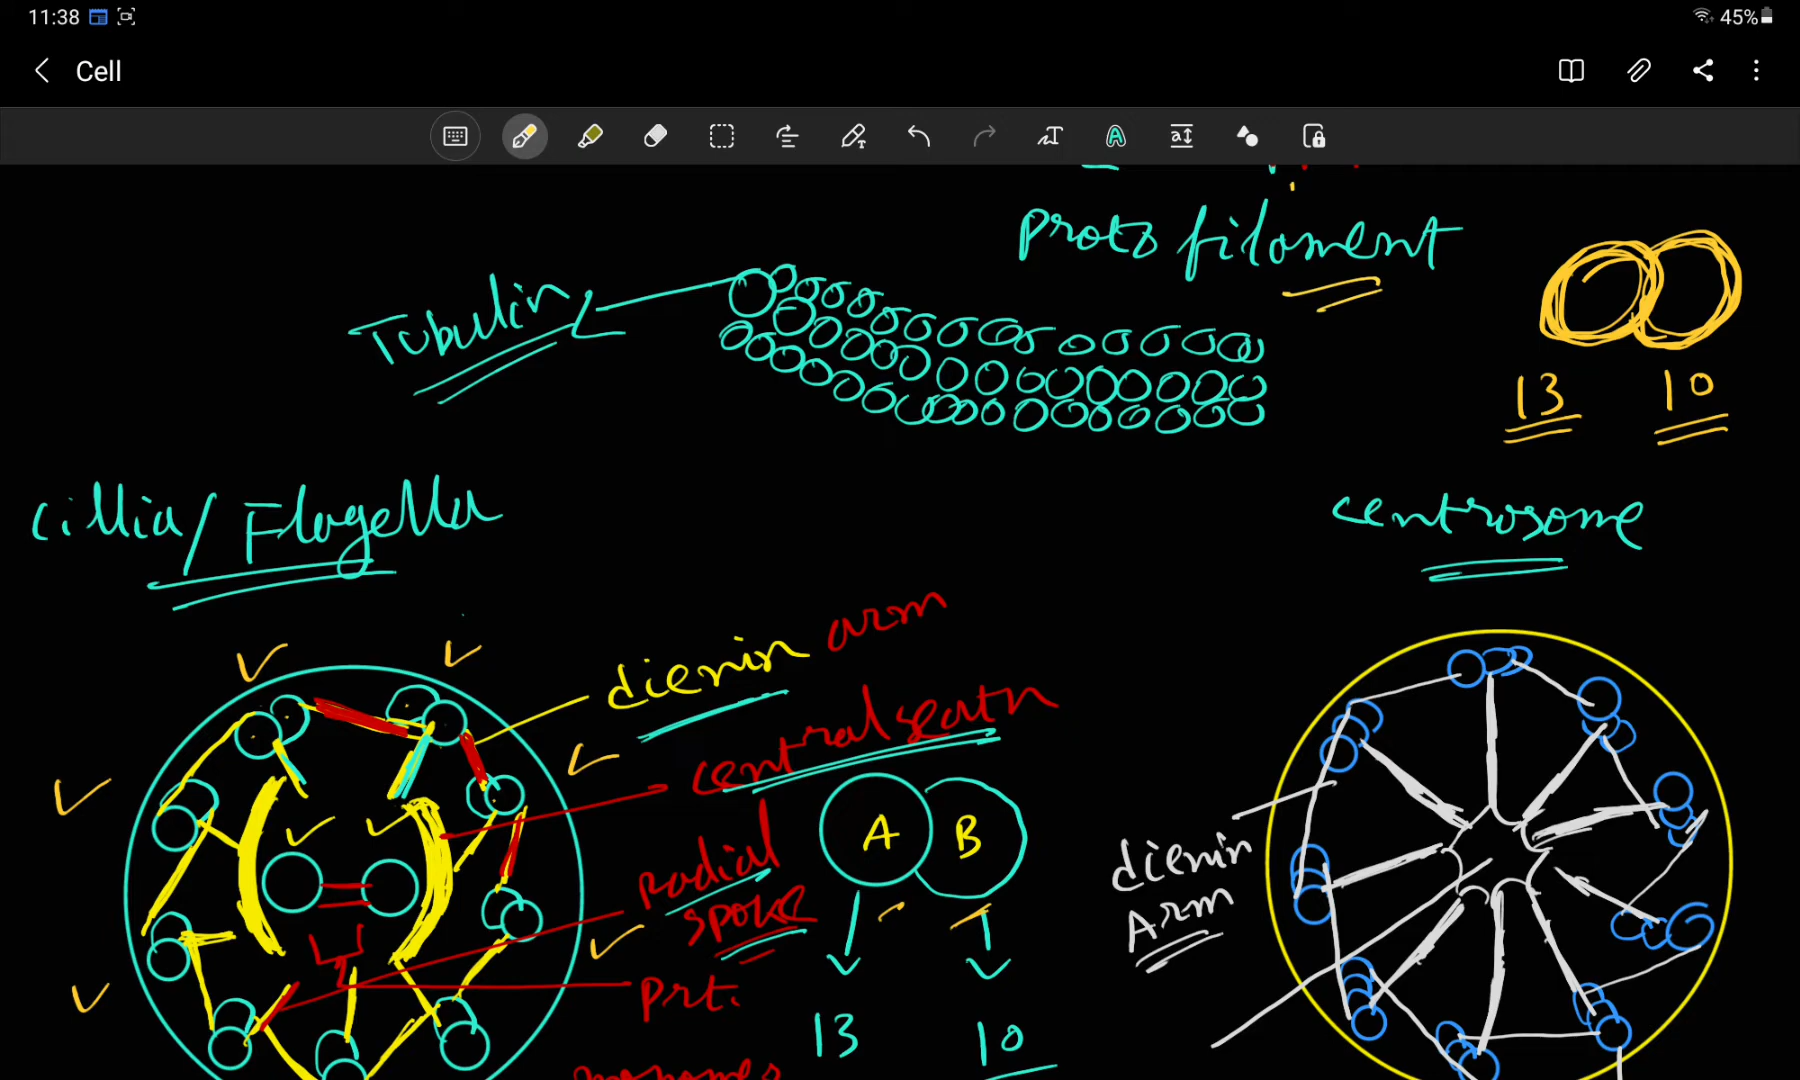 11:38
45%
Cell
Proto filament
Tubulin
13 10
Cillia/Flagella
centrosome
dienin arm
central seath
A B
radial
spoke
dienin
Arm
Prt.
13 10